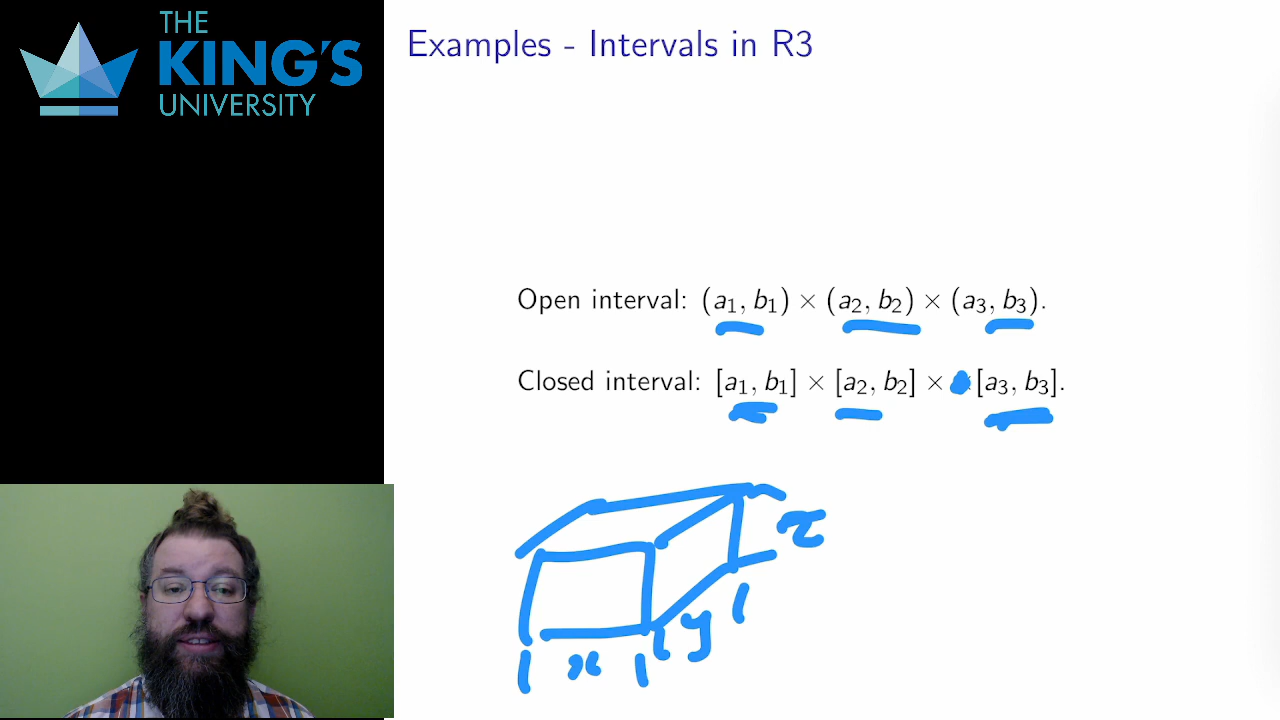 THE
KING'S
UNIVERSITY
Examples - Intervals in R3
Open interval: (a₁, b₁) × (a₂, b₂) × (a₃, b₃).
Closed interval: [a₁, b₁] × [a₂, b₂] × [a₃, b₃].
z
x y